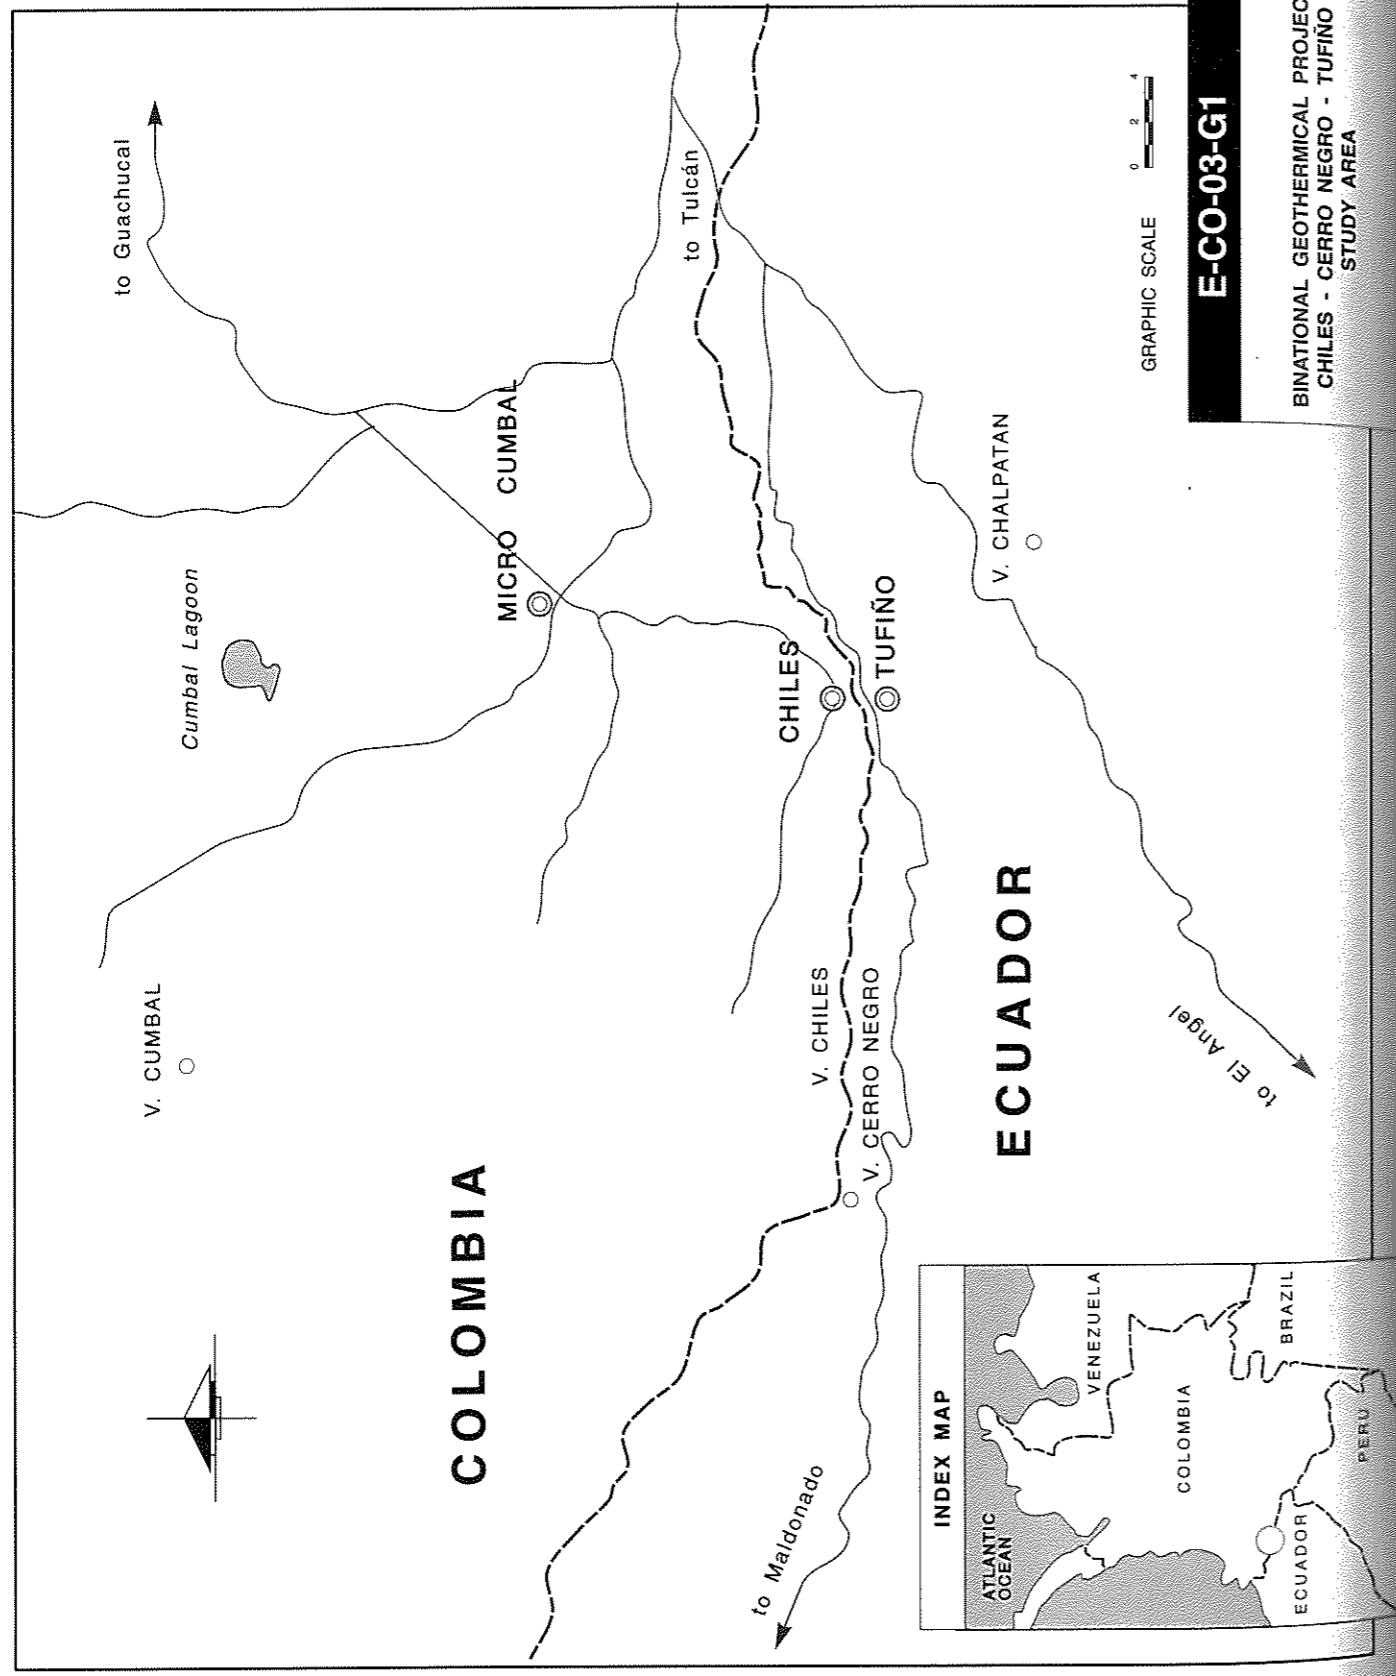 to Guachucal
Cumbal Lagoon
V. CUMBAL
MICRO CUMBAL
COLOMBIA
to Tulcán
CHILES
TUFIÑO
V. CHILES
V. CERRO NEGRO
V. CHALPATAN
ECUADOR
to Maldonado
to El Angel
GRAPHIC SCALE
0 2 4
INDEX MAP
ATLANTIC
OCEAN
VENEZUELA
COLOMBIA
BRAZIL
ECUADOR
PERU
E-CO-03-G1
BINATIONAL GEOTHERMICAL PROJEC
CHILES - CERRO NEGRO - TUFIÑO
STUDY AREA